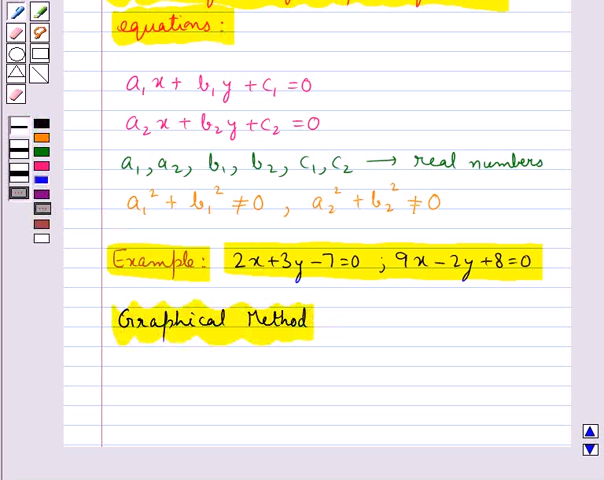 equations:
a₁x + b₁y + c₁ = 0
a₂x + b₂y + c₂ = 0
a₁, a₂, b₁, b₂, c₁, c₂ → real numbers
a₁² + b₁² ≠ 0 , a₂² + b₂² ≠ 0
Example: 2x+3y-7=0 ; 9x-2y+8=0
Graphical Method